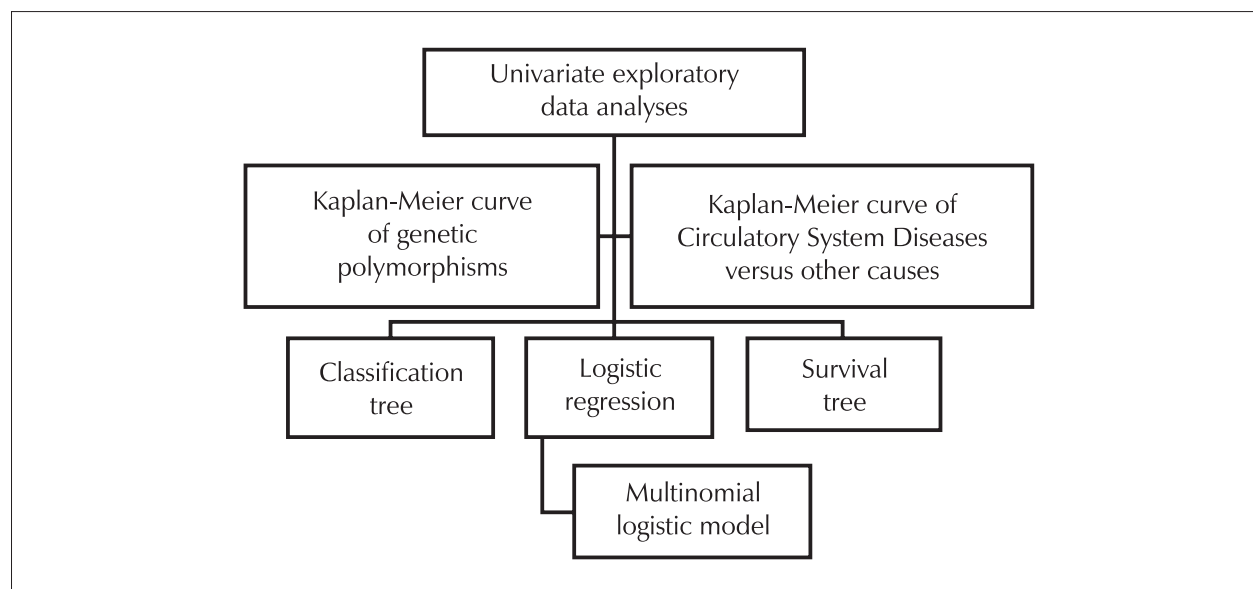 Univariate exploratory
data analyses
Kaplan-Meier curve
of genetic
polymorphisms
Kaplan-Meier curve of
Circulatory System Diseases
versus other causes
Classification
tree
Logistic
regression
Survival
tree
Multinomial
logistic model